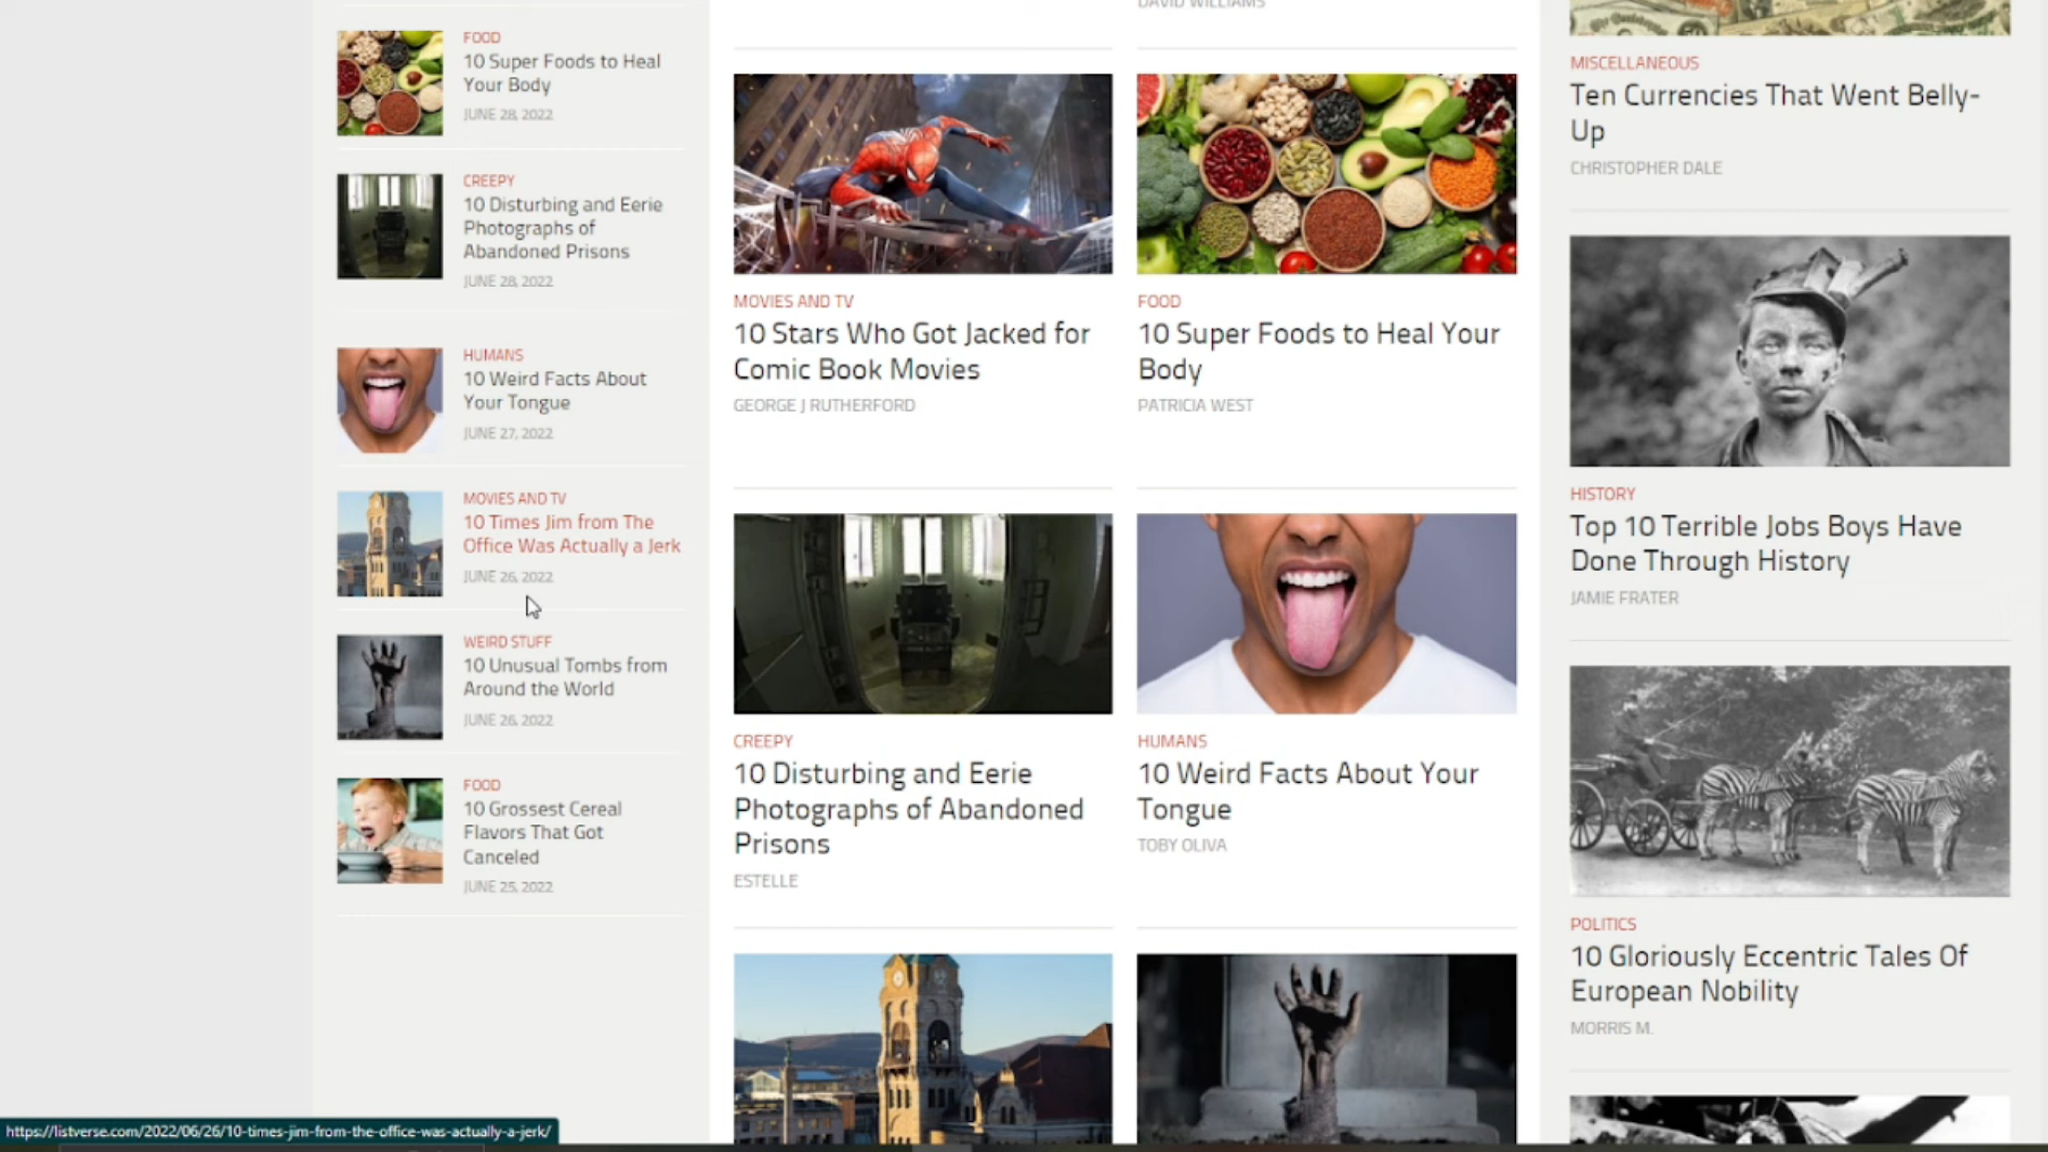 FOOD
10 Super Foods to Heal
Your Body
JUNE 28, 2022
CREEPY
10 Disturbing and Eerie
Photographs of
Abandoned Prisons
JUNE 28, 2022
HUMANS
10 Weird Facts About
Your Tongue
JUNE 27, 2022
MOVIES AND TV
10 Times Jim from The
Office Was Actually a Jerk
JUNE 26, 2022
WEIRD STUFF
10 Unusual Tombs from
Around the World
JUNE 26, 2022
FOOD
10 Grossest Cereal
Flavors That Got
Canceled
JUNE 25, 2022
DAVID WILLIAMS
MOVIES AND TV
10 Stars Who Got Jacked for
Comic Book Movies
GEORGE J RUTHERFORD
FOOD
10 Super Foods to Heal Your
Body
PATRICIA WEST
CREEPY
10 Disturbing and Eerie
Photographs of Abandoned
Prisons
ESTELLE
HUMANS
10 Weird Facts About Your
Tongue
TOBY OLIVA
MISCELLANEOUS
Ten Currencies That Went Belly-
Up
CHRISTOPHER DALE
HISTORY
Top 10 Terrible Jobs Boys Have
Done Through History
JAMIE FRATER
POLITICS
10 Gloriously Eccentric Tales Of
European Nobility
MORRIS M.
https://listverse.com/2022/06/26/10-times-jim-from-the-office-was-actually-a-jerk/